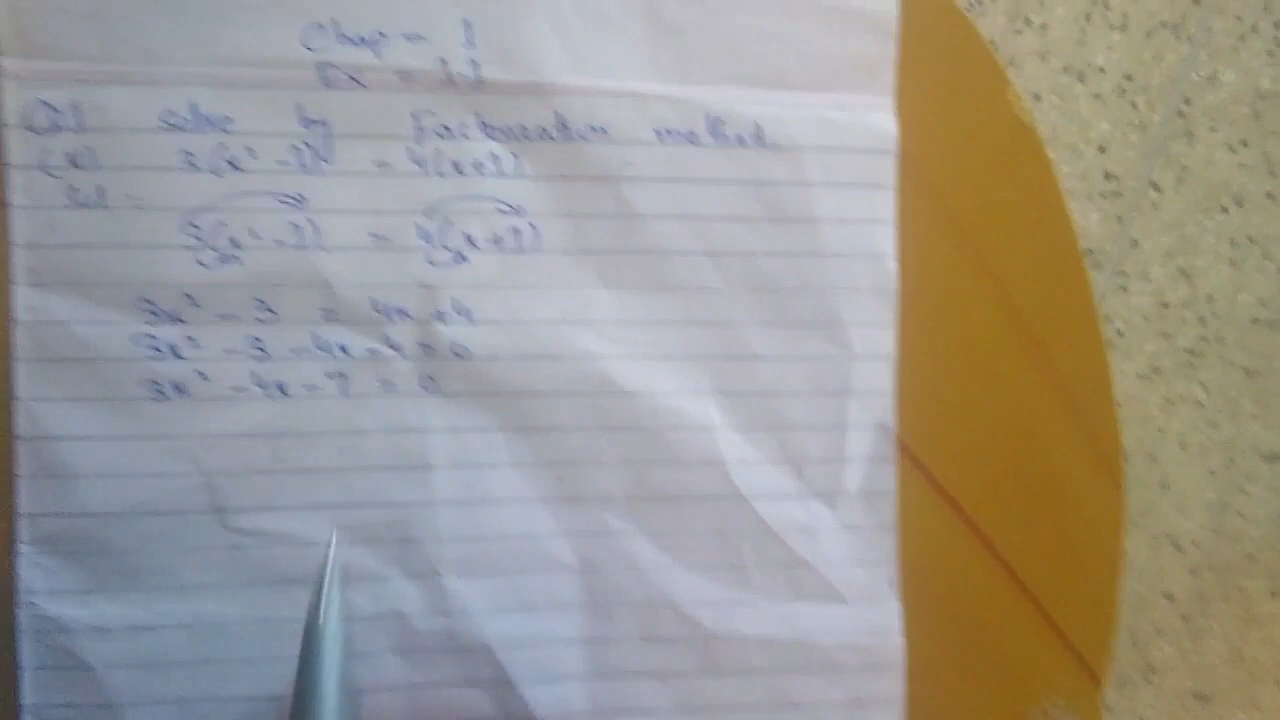 Chap = 1
Ex = 1.1
Q1 solve by Factorization method.
(x) 3(x² - 1) = 4(x+1)
Sol =
3(x² - 1) = 4(x+1)
3x² - 3 = 4x + 4
3x² - 3 - 4x - 4 = 0
3x² - 4x - 7 = 0